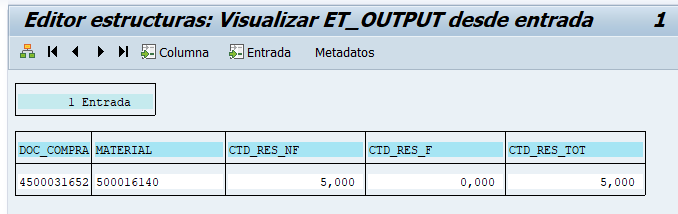 Editor estructuras: Visualizar ET_OUTPUT desde entrada 1
Columna Entrada Metadatos
1 Entrada
DOC_COMPRA MATERIAL CTD_RES_NF CTD_RES_F CTD_RES_TOT
4500031652 500016140 5,000 0,000 5,000